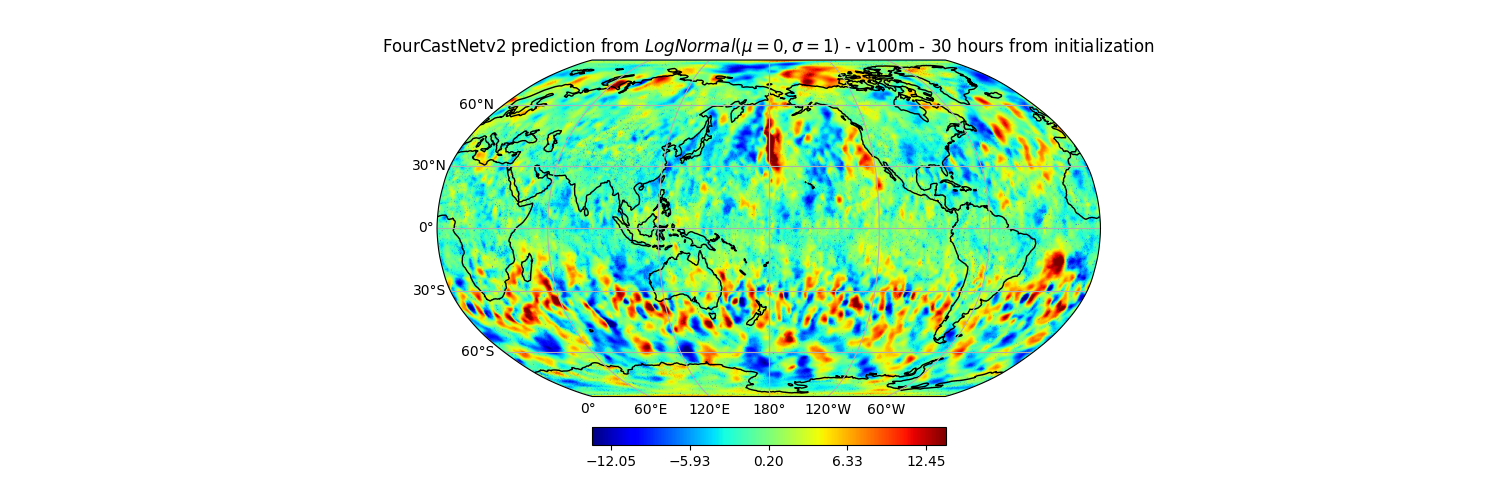 FourCastNetv2 prediction from LogNormal(μ = 0, σ = 1) - v100m - 30 hours from initialization
60°N
30°N
0°
30°S
60°S
0° 60°E 120°E 180° 120°W 60°W
−12.05 −5.93 0.20 6.33 12.45